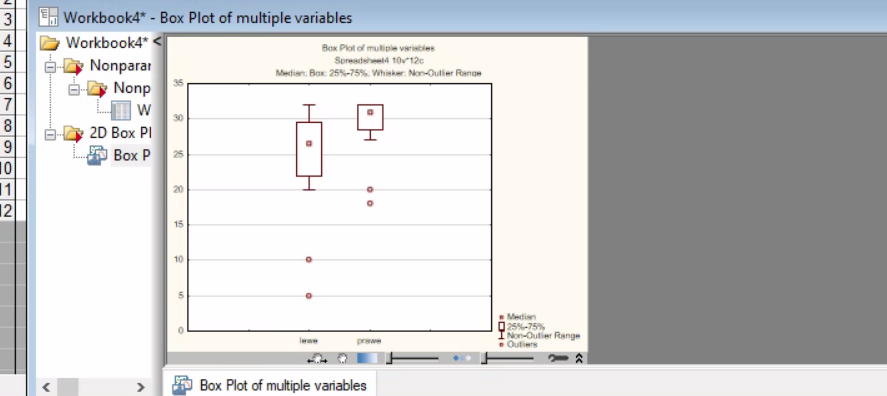 Workbook4* - Box Plot of multiple variables
3
4
5
6
7
8
9
10
11
12
Workbook4* <
Nonparar
Nonp
W
2D Box Pl
Box P
Box Plot of multiple variables
Spreadsheet4 10v*12c
Median; Box: 25%-75%; Whisker: Non-Outlier Range
35
30
25
20
15
10
5
0
lewe
prawe
Median
25%-75%
Non-Outlier Range
Outliers
Box Plot of multiple variables